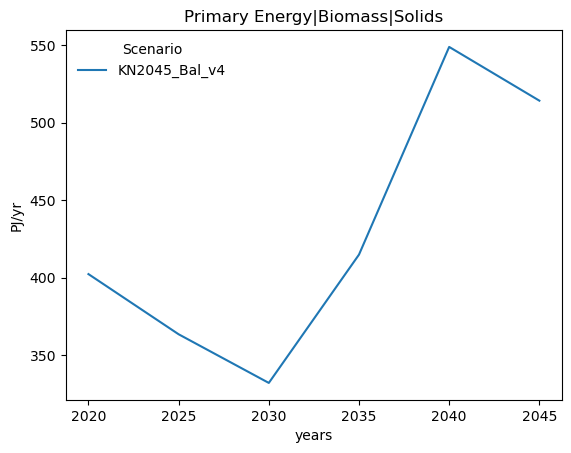 Primary Energy|Biomass|Solids
Scenario
KN2045_Bal_v4
PJ/yr
550
500
450
400
350
2020 2025 2030 2035 2040 2045
years